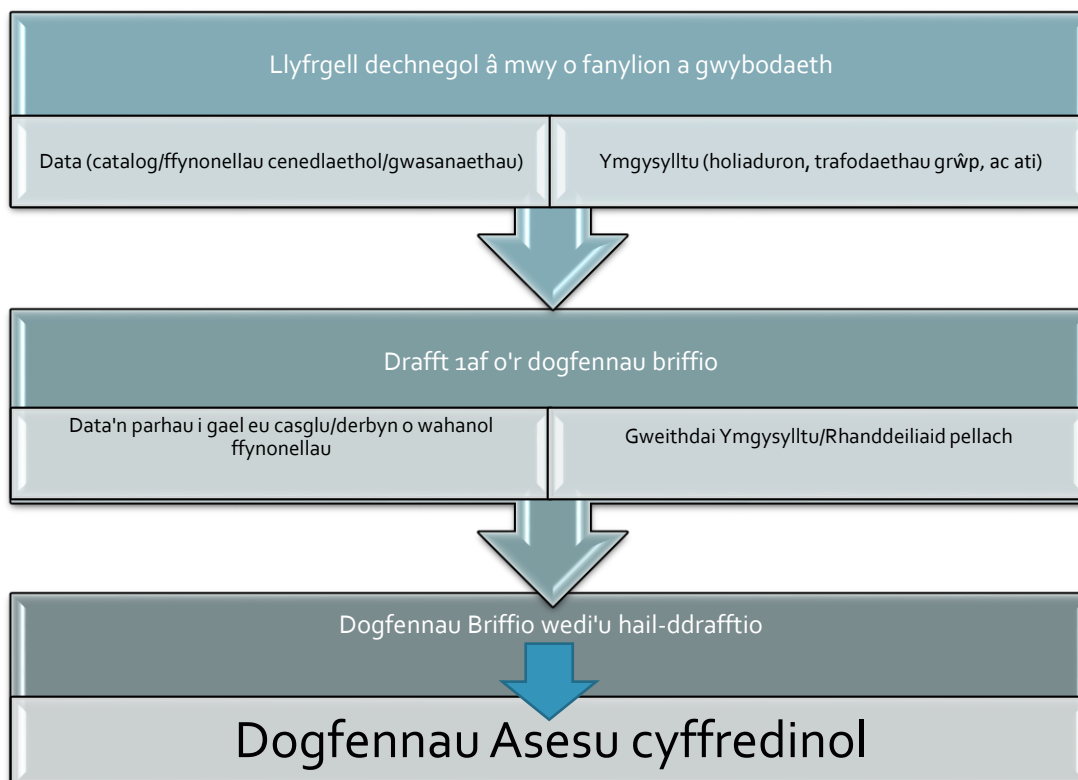 Llyfrgell dechnegol â mwy o fanylion a gwybodaeth
Data (catalog/ffynonellau cenedlaethol/gwasanaethau)
Ymgysylltu (holiaduron, trafodaethau grŵp, ac ati)
Drafft 1af o'r dogfennau briffio
Data'n parhau i gael eu casglu/derbyn o wahanol
ffynonellau
Gweithdai Ymgysylltu/Rhanddeiliaid pellach
Dogfennau Briffio wedi'u hail-ddrafftio
Dogfennau Asesu cyffredinol